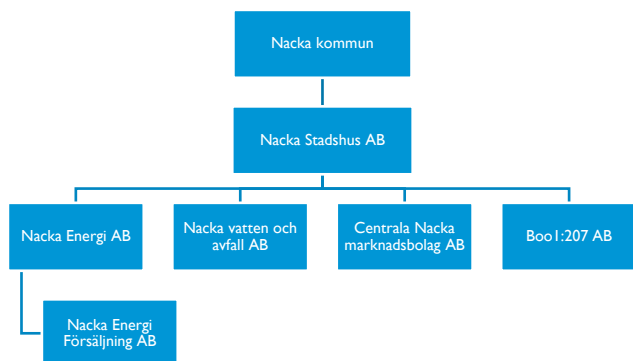 Nacka kommun
Nacka Stadshus AB
Nacka Energi AB
Nacka vatten och
avfall AB
Centrala Nacka
marknadsbolag AB
Boo1:207 AB
Nacka Energi
Försäljning AB